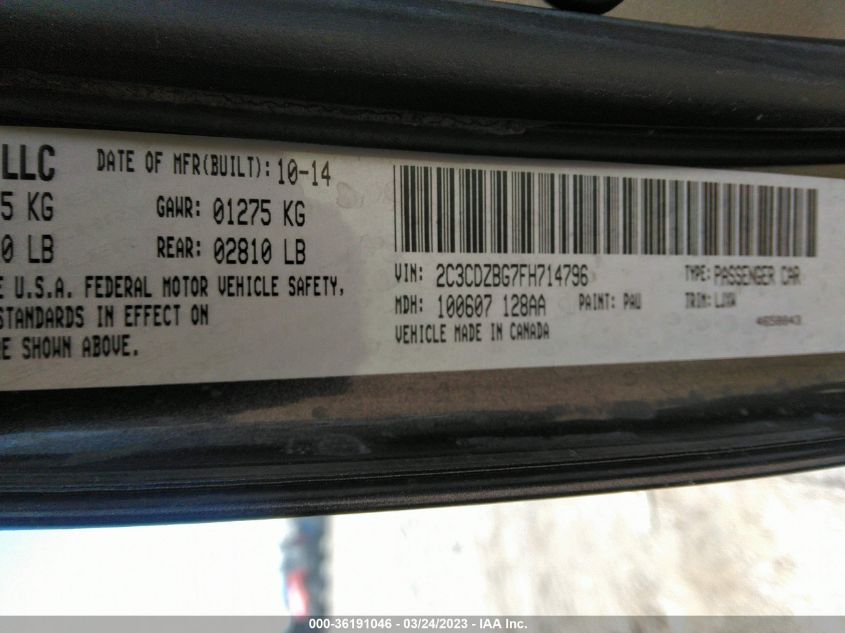 LLC DATE OF MFR(BUILT): 10-14
5 KG GAWR: 01275 KG
0 LB REAR: 02810 LB
E U.S.A. FEDERAL MOTOR VEHICLE SAFETY,
STANDARDS IN EFFECT ON
E SHOWN ABOVE.
VIN: 2C3CDZBG7FH714796 TYPE: PASSENGER CAR
MDH: 100607 128AA PAINT: PAU TRIM:
VEHICLE MADE IN CANADA
000-36191046 / 03/24/2023 - IAA Inc.